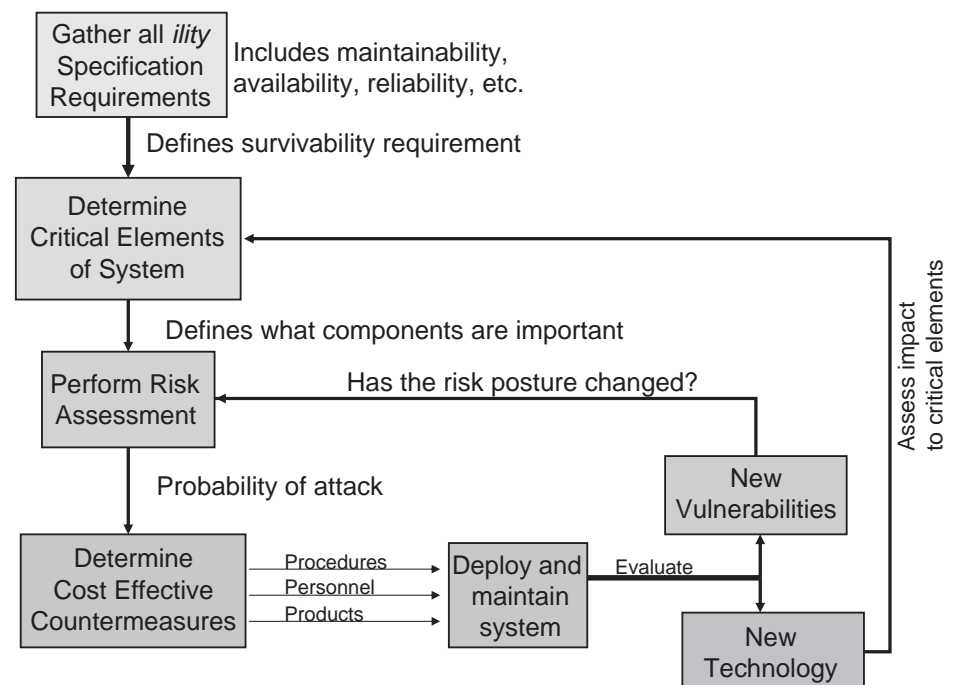 Gather all ility
Specification
Requirements
Includes maintainability,
availability, reliability, etc.
Defines survivability requirement
Determine
Critical Elements
of System
Defines what components are important
Perform Risk
Assessment
Has the risk posture changed?
Assess impact
to critical elements
Probability of attack
New
Vulnerabilities
Determine
Cost Effective
Countermeasures
Procedures
Personnel
Products
Deploy and
maintain
system
Evaluate
New
Technology